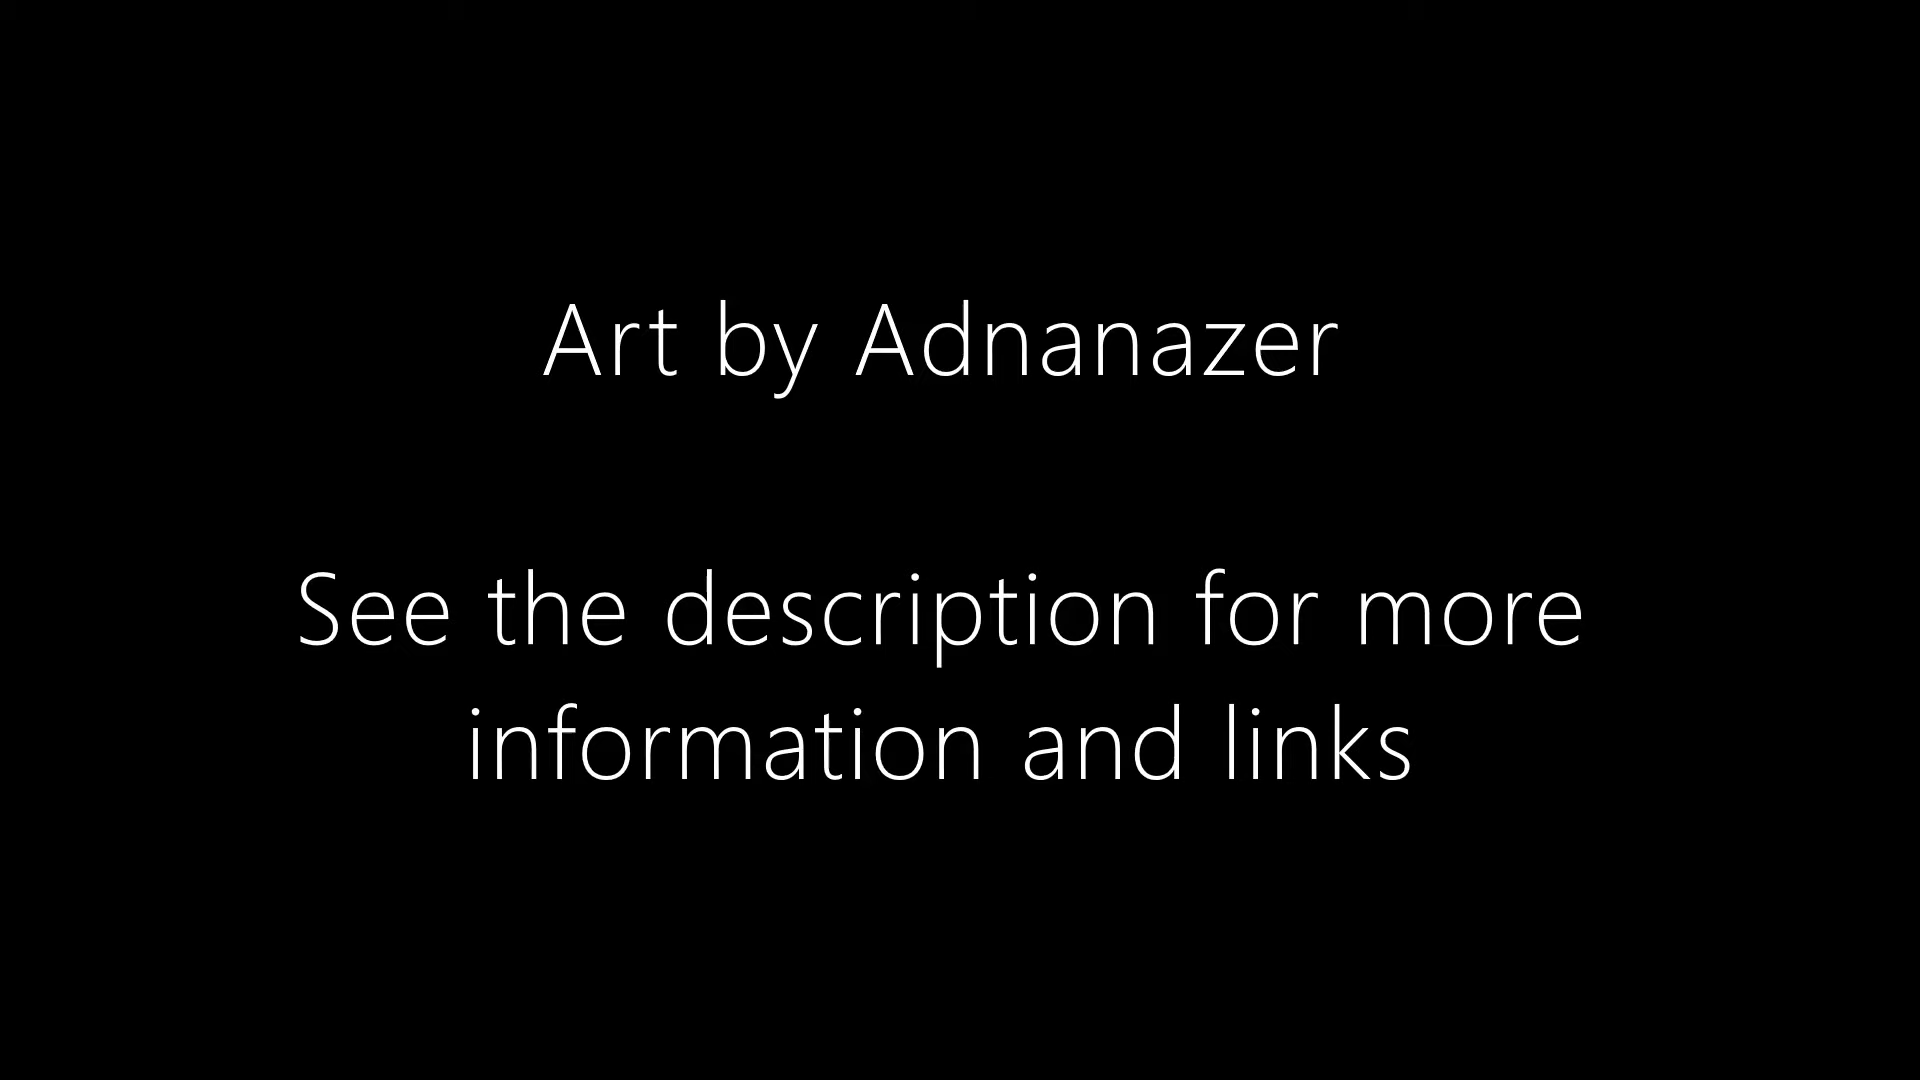 Art by Adnanazer
See the description for more
information and links